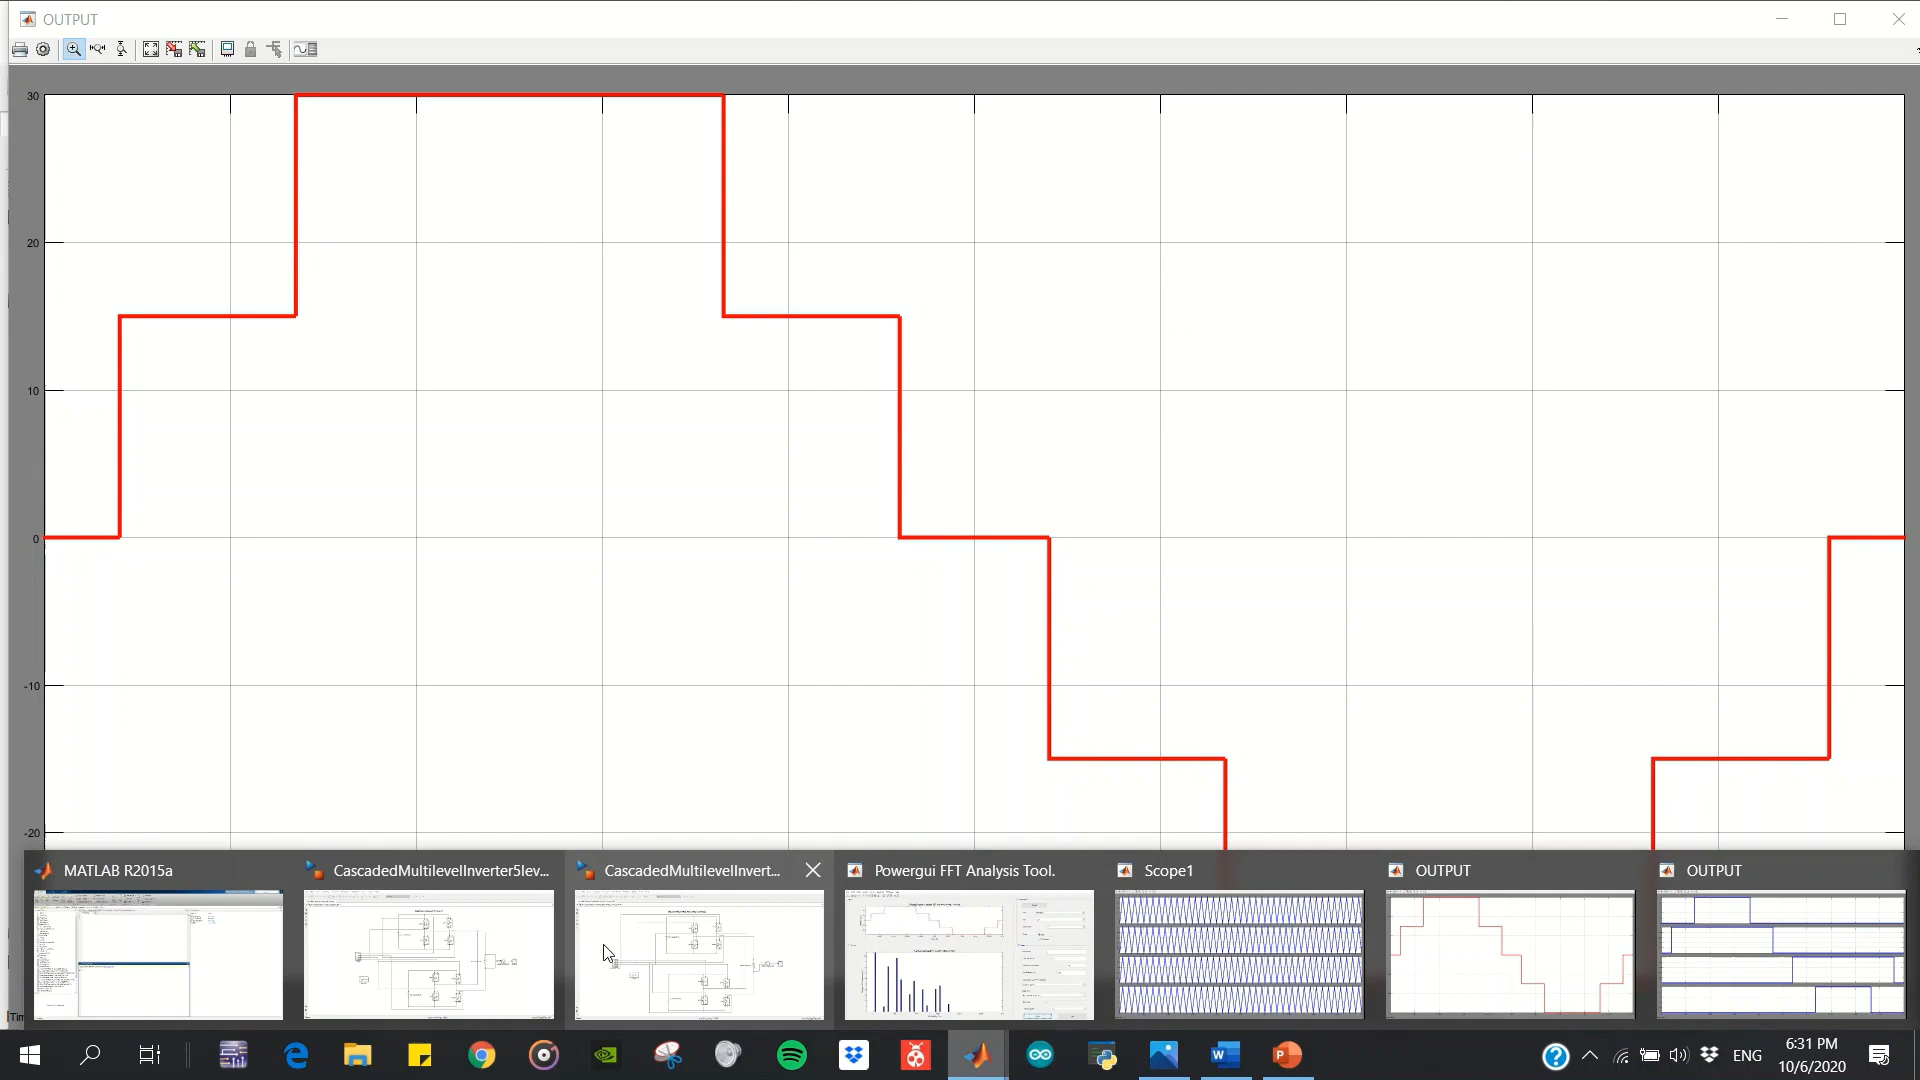 OUTPUT
30
20
10
0
-10
-20
MATLAB R2015a
CascadedMultilevelInverter5lev...
CascadedMultilevelInvert...
Powergui FFT Analysis Tool.
Scope1
OUTPUT
OUTPUT
Tim
ENG
6:31 PM
10/6/2020